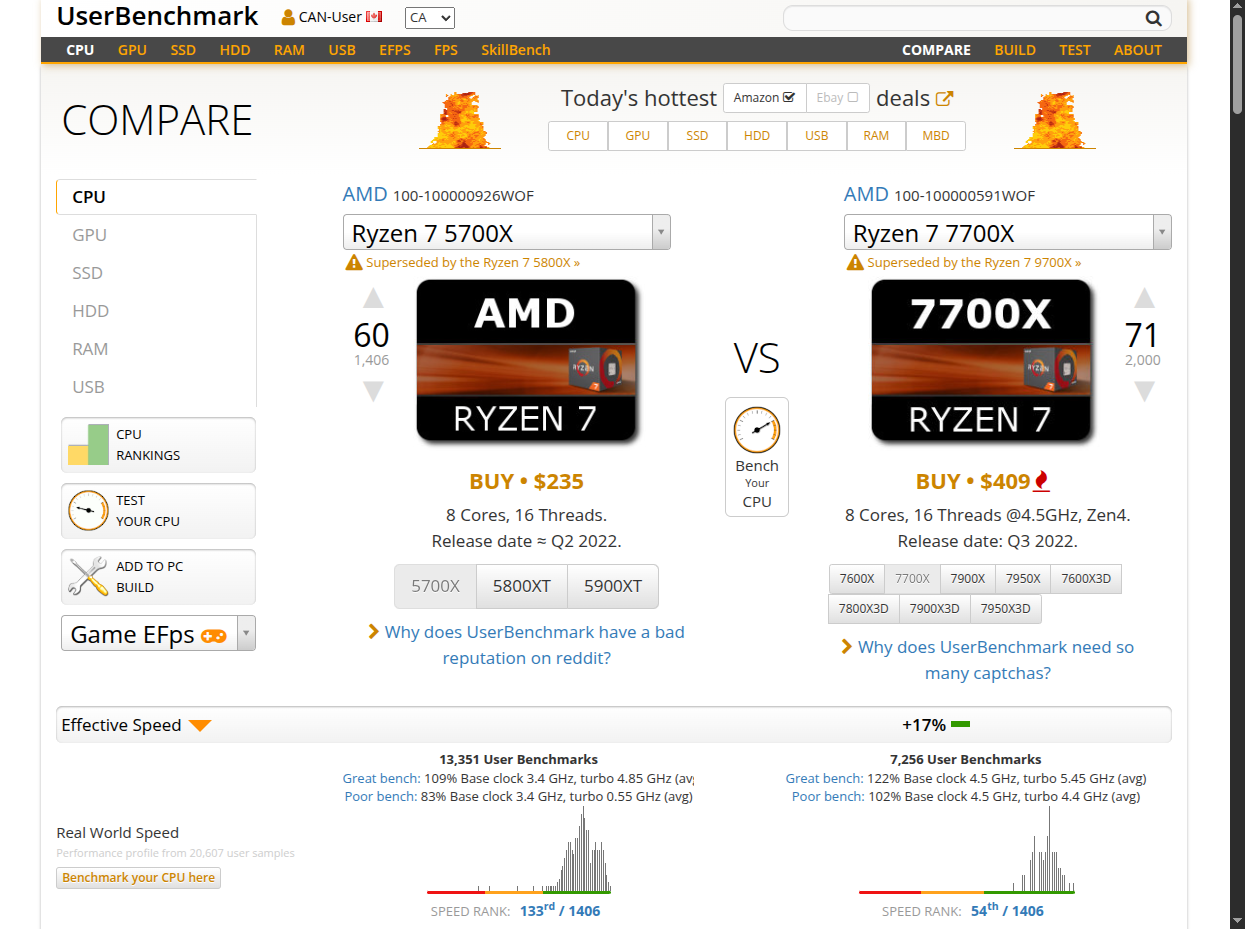 UserBenchmark
CAN-User
CA
CPU GPU SSD HDD RAM USB EFPS FPS SkillBench
COMPARE BUILD TEST ABOUT
COMPARE
Today's hottest Amazon Ebay deals
CPU GPU SSD HDD USB RAM MBD
CPU
GPU
SSD
HDD
RAM
USB
CPU
RANKINGS
TEST
YOUR CPU
ADD TO PC
BUILD
Game EFps
AMD 100-100000926WOF
Ryzen 7 5700X
Superseded by the Ryzen 7 5800X »
60
1,406
AMD
RYZEN
RYZEN 7
BUY • $235
8 Cores, 16 Threads.
Release date ≈ Q2 2022.
5700X 5800XT 5900XT
Why does UserBenchmark have a bad
reputation on reddit?
VS
Bench
Your
CPU
AMD 100-100000591WOF
Ryzen 7 7700X
Superseded by the Ryzen 7 9700X »
7700X
RYZEN
RYZEN 7
71
2,000
BUY • $409
8 Cores, 16 Threads @4.5GHz, Zen4.
Release date: Q3 2022.
7600X 7700X 7900X 7950X 7600X3D
7800X3D 7900X3D 7950X3D
Why does UserBenchmark need so
many captchas?
Effective Speed
+17%
Real World Speed
Performance profile from 20,607 user samples
Benchmark your CPU here
13,351 User Benchmarks
Great bench: 109% Base clock 3.4 GHz, turbo 4.85 GHz (av
Poor bench: 83% Base clock 3.4 GHz, turbo 0.55 GHz (avg)
SPEED RANK: 133rd / 1406
7,256 User Benchmarks
Great bench: 122% Base clock 4.5 GHz, turbo 5.45 GHz (avg)
Poor bench: 102% Base clock 4.5 GHz, turbo 4.4 GHz (avg)
SPEED RANK: 54th / 1406